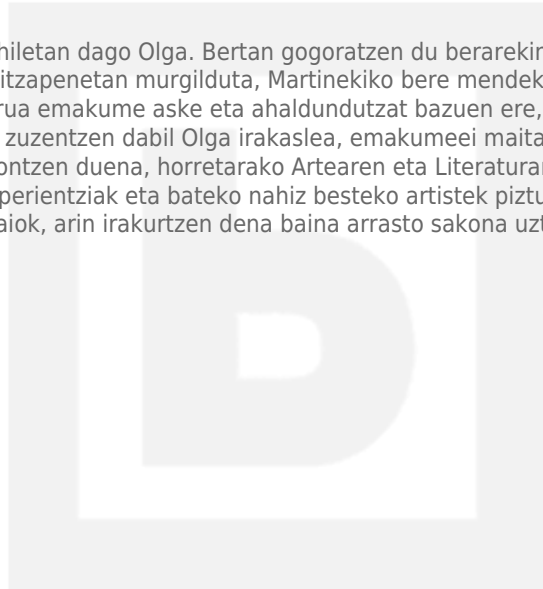 hiletan dago Olga. Bertan gogoratzen du berarekin
itzapenetan murgilduta, Martinekiko bere mendek
rua emakume aske eta ahaldundutzat bazuen ere,
zuzentzen dabil Olga irakaslea, emakumeei maita
ontzen duena, horretarako Artearen eta Literatura
perientziak eta bateko nahiz besteko artistek piztu
aiok, arin irakurtzen dena baina arrasto sakona uzt